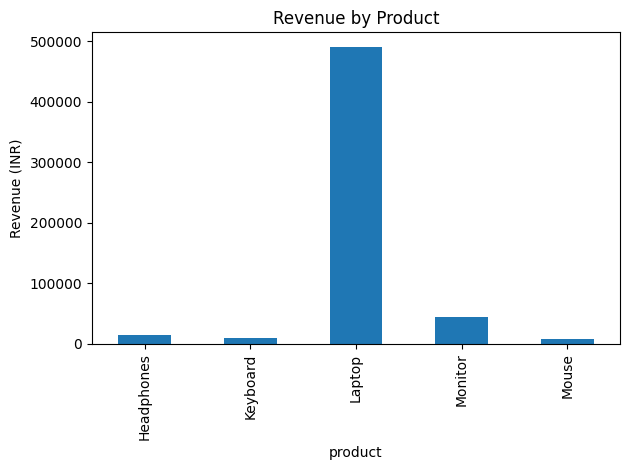 Revenue by Product
Revenue (INR)
500000
400000
300000
200000
100000
0
Headphones
Keyboard
Laptop
Monitor
Mouse
product